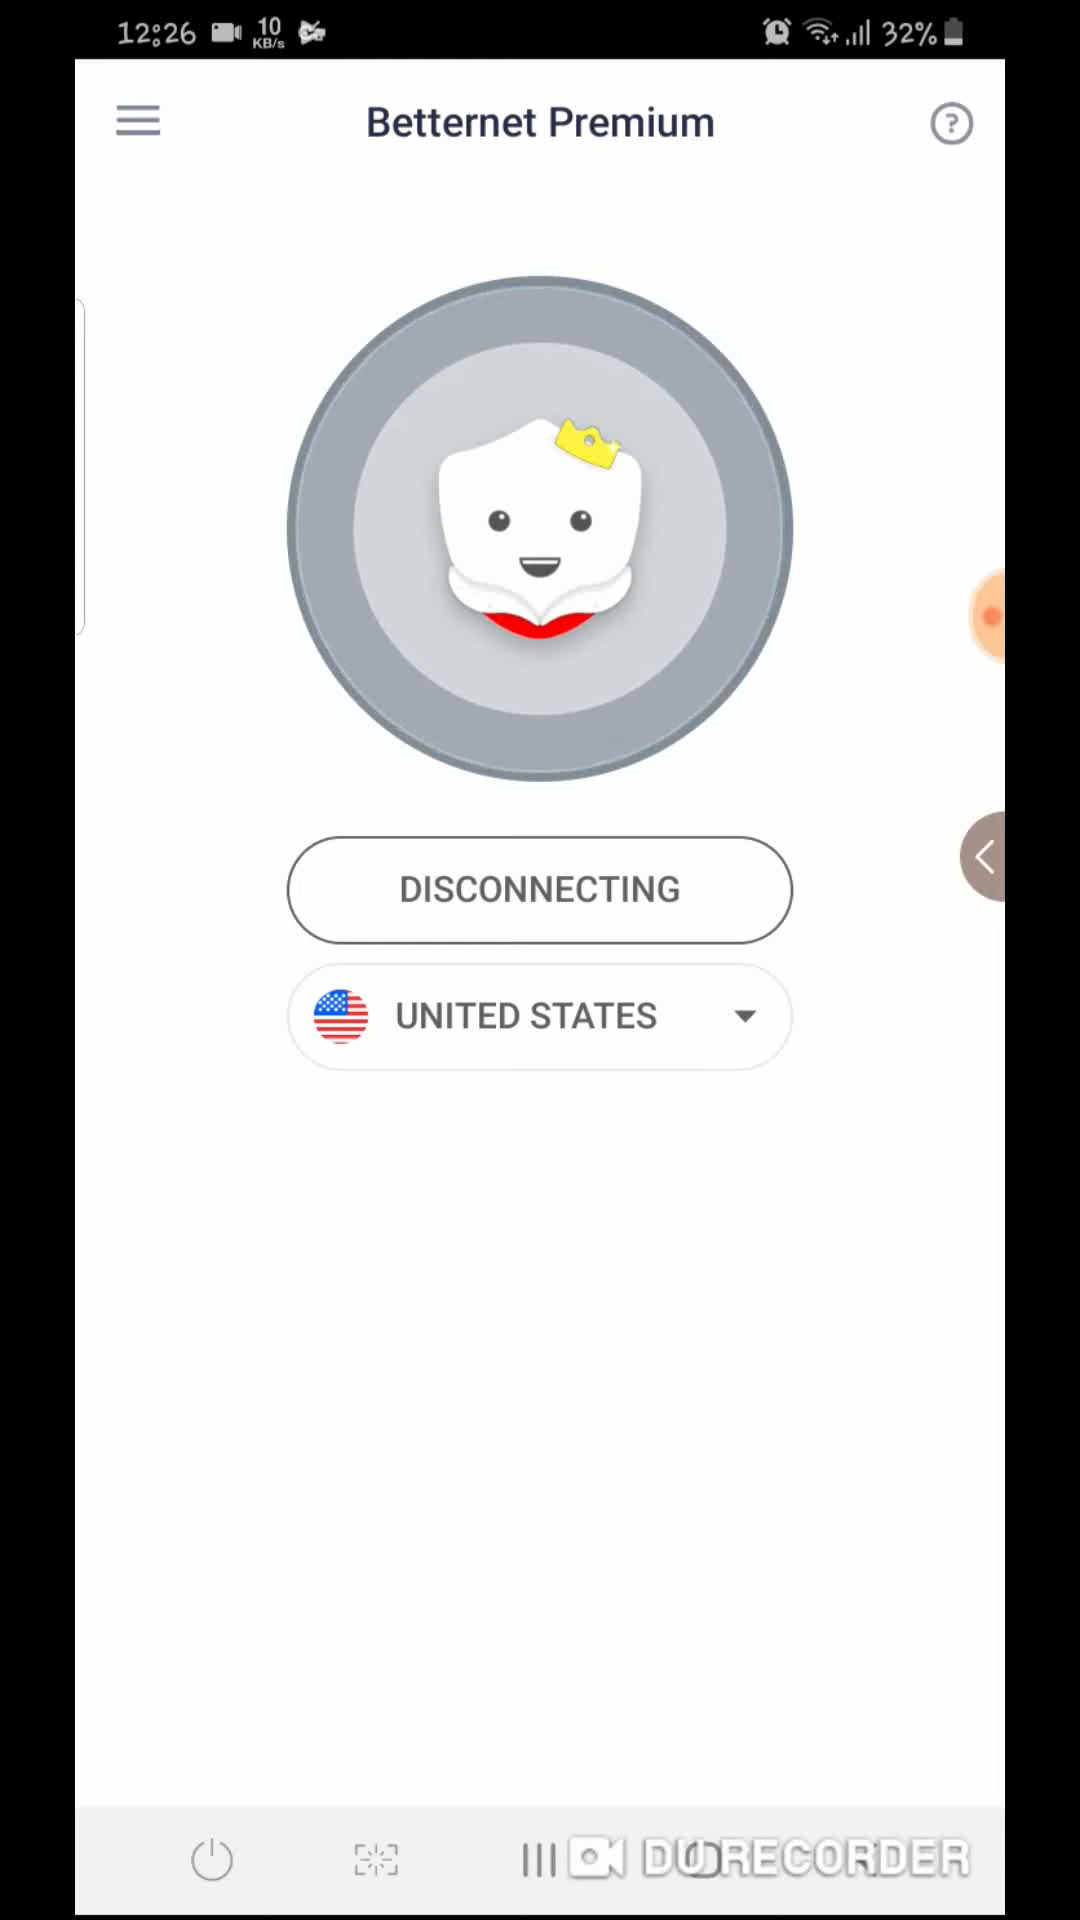 12:26 10 KB/s 32%
Betternet Premium
?
DISCONNECTING
UNITED STATES
DU RECORDER